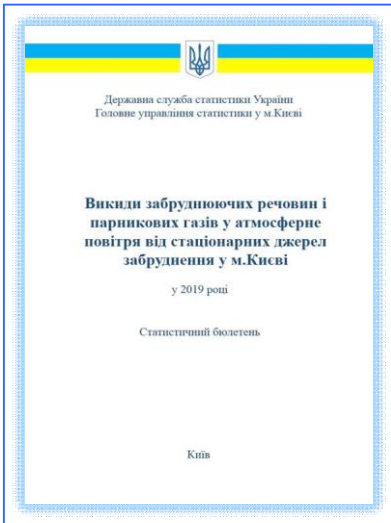 Державна служба статистики України
Головне управління статистики у м.Києві
Викиди забруднюючих речовин і
парникових газів у атмосферне
повітря від стаціонарних джерел
забруднення у м.Києві
у 2019 році
Статистичний бюлетень
Київ